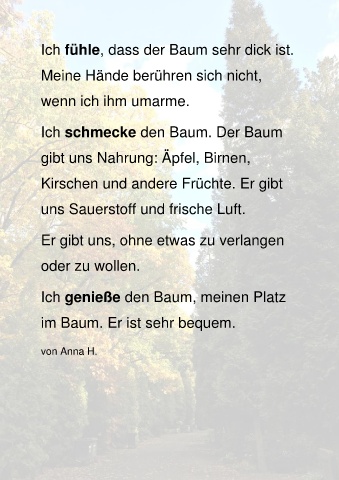 Ich fühle, dass der Baum sehr dick ist.
Meine Hände berühren sich nicht,
wenn ich ihm umarme.
Ich schmecke den Baum. Der Baum
gibt uns Nahrung: Äpfel, Birnen,
Kirschen und andere Früchte. Er gibt
uns Sauerstoff und frische Luft.
Er gibt uns, ohne etwas zu verlangen
oder zu wollen.
Ich genieße den Baum, meinen Platz
im Baum. Er ist sehr bequem.
von Anna H.